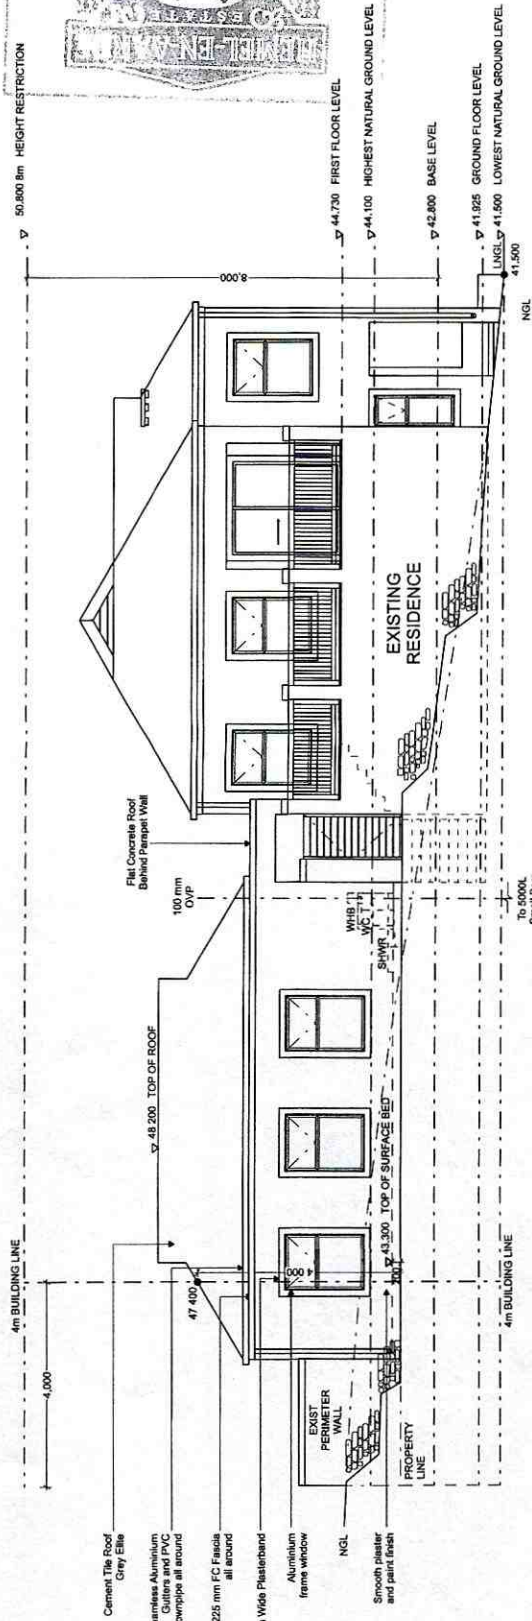 50.800 8m HEIGHT RESTRICTION
44.730 FIRST FLOOR LEVEL
44.100 HIGHEST NATURAL GROUND LEVEL
42.800 BASE LEVEL
41.925 GROUND FLOOR LEVEL
41.500 LOWEST NATURAL GROUND LEVEL
LNGL
41.500
NGL
8,000
HEMEL-EN-AARDE
ESTATE
EXISTING
RESIDENCE
Flat Concrete Roof
Behind Parapet Wall
100 mm
OVP
WHB
WC
SHWR
To 5000L
48.200 TOP OF ROOF
43.300 TOP OF SURFACE BED
4m BUILDING LINE
4m BUILDING LINE
47.400
4,000
EXIST
PERIMETER
WALL
PROPERTY
LINE
Cement Tile Roof
Grey Elite
Aluminium
Gutters and PVC
all around
225 mm FC Fascia
all around
Wide Plasterband
Aluminium
frame window
NGL
Smooth plaster
and paint finish